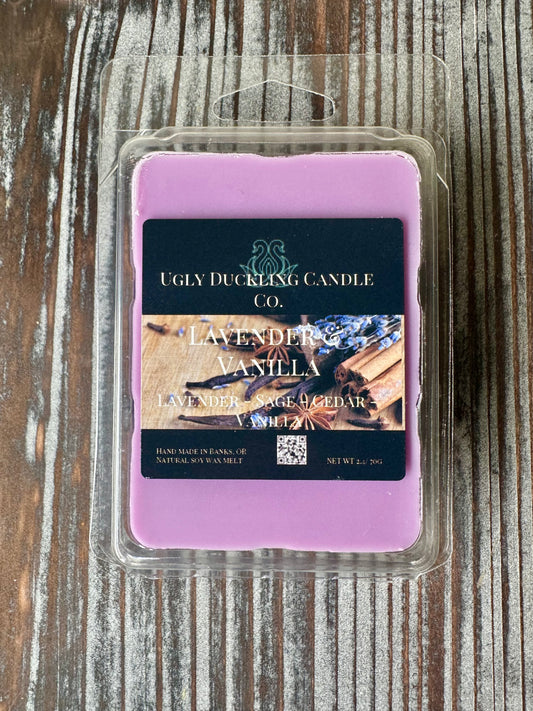 Ugly Duckling Candle
Co.
Lavender &
Vanilla
Lavender - Sage - Cedar -
Vanilla
Hand made in Banks, OR
Natural soy wax melt
NET WT 2.4/ 70G